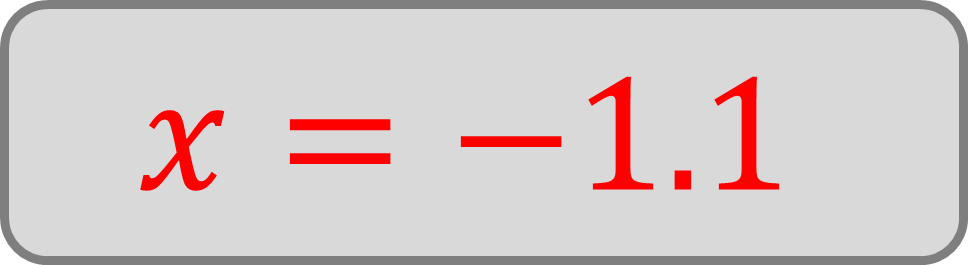 x = −1.1